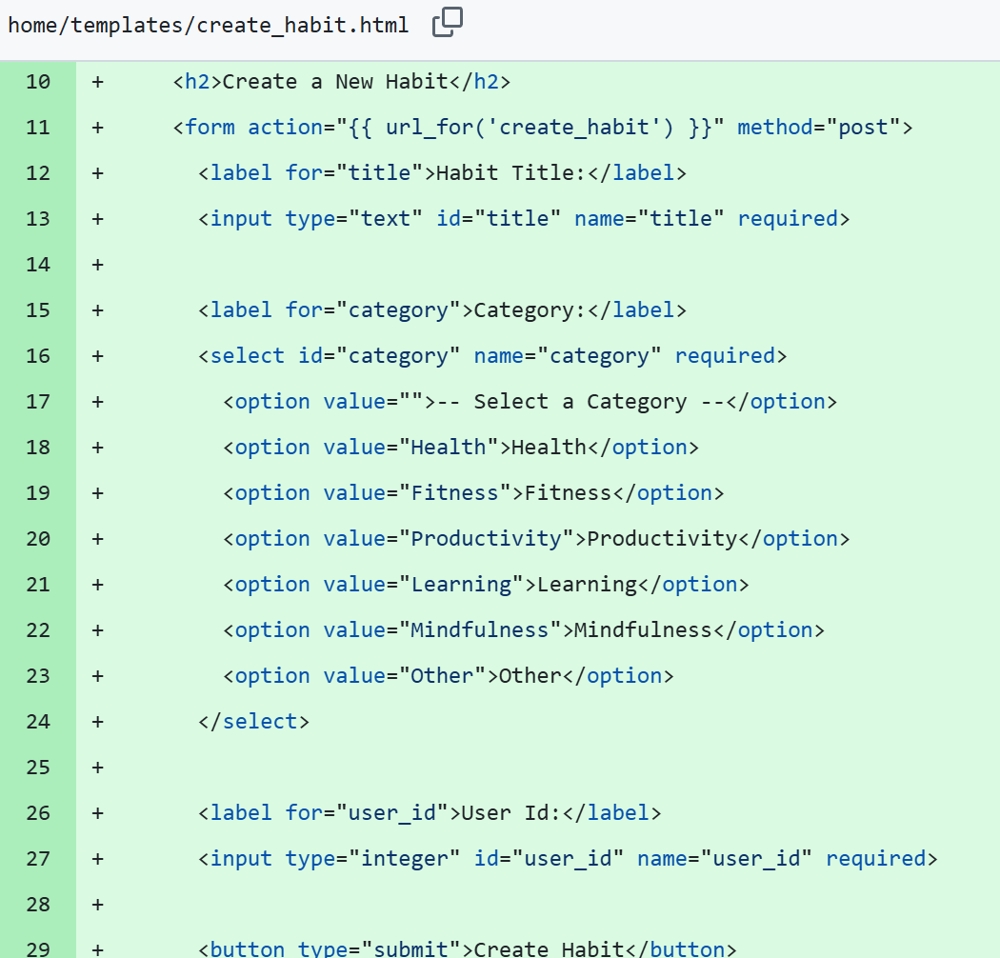 home/templates/create_habit.html
10 + <h2>Create a New Habit</h2>
11 + <form action="{{ url_for('create_habit') }}" method="post">
12 + <label for="title">Habit Title:</label>
13 + <input type="text" id="title" name="title" required>
14 +
15 + <label for="category">Category:</label>
16 + <select id="category" name="category" required>
17 + <option value="">-- Select a Category --</option>
18 + <option value="Health">Health</option>
19 + <option value="Fitness">Fitness</option>
20 + <option value="Productivity">Productivity</option>
21 + <option value="Learning">Learning</option>
22 + <option value="Mindfulness">Mindfulness</option>
23 + <option value="Other">Other</option>
24 + </select>
25 +
26 + <label for="user_id">User Id:</label>
27 + <input type="integer" id="user_id" name="user_id" required>
28 +
29 + <button type="submit">Create Habit</button>